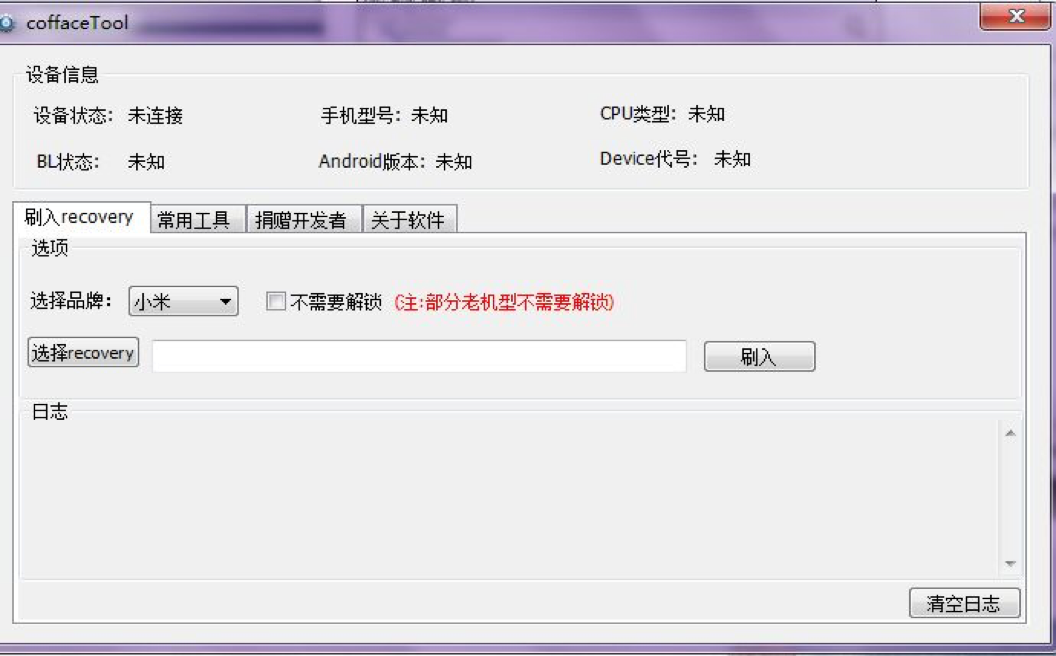 coffaceTool
设备信息
设备状态: 未连接 手机型号: 未知 CPU类型: 未知
BL状态: 未知 Android版本: 未知 Device代号: 未知
刷入recovery 常用工具 捐赠开发者 关于软件
选项
选择品牌: 小米 不需要解锁 (注:部分老机型不需要解锁)
选择recovery 刷入
日志
清空日志